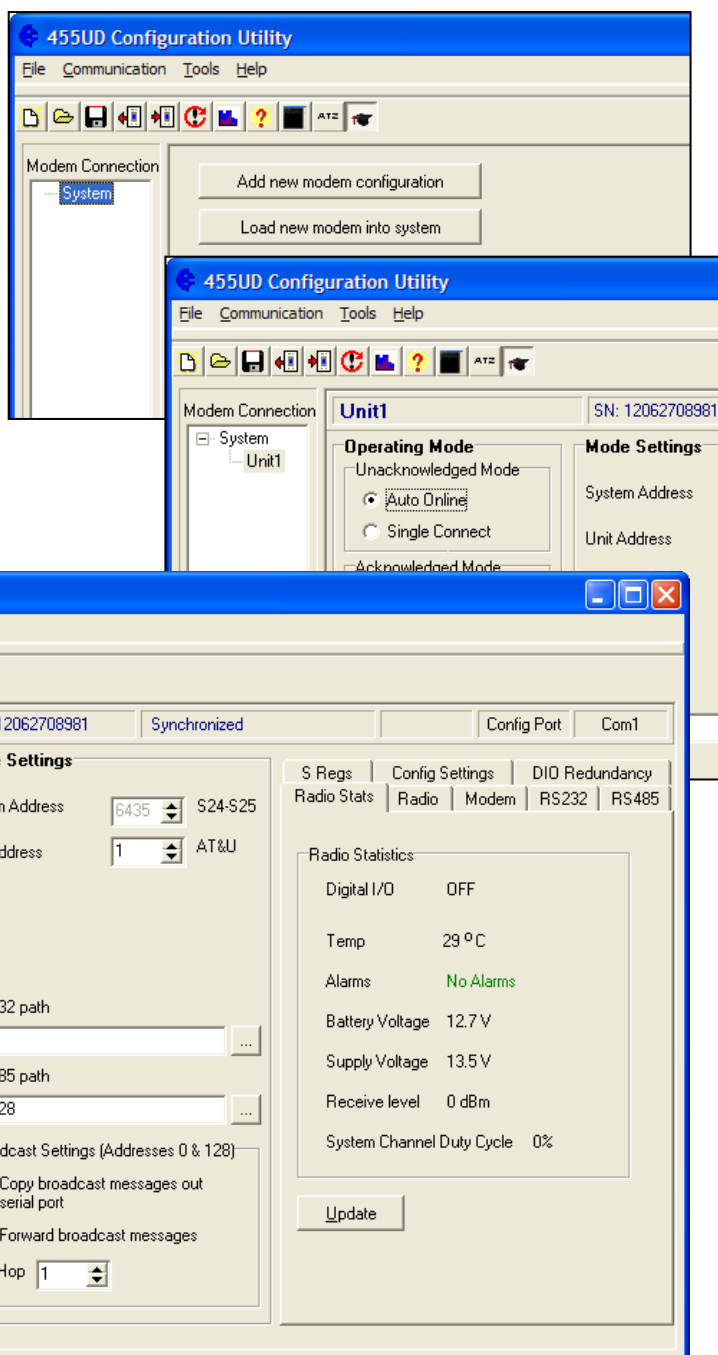 455UD Configuration Utility
File Communication Tools Help
ATZ
Modem Connection
System
Add new modem configuration
Load new modem into system
455UD Configuration Utility
File Communication Tools Help
ATZ
Modem Connection
System
Unit1
Unit1
SN: 12062708981
Operating Mode
Unacknowledged Mode
Auto Online
Single Connect
Acknowledged Mode
Mode Settings
System Address
Unit Address
12062708981
Synchronized
Config Port
Com1
Settings
Address
6435
S24-S25
ddress
1
AT&U
32 path
...
85 path
28
...
dcast Settings (Addresses 0 & 128)
Copy broadcast messages out
serial port
Forward broadcast messages
Hop 1
S Regs Config Settings DIO Redundancy
Radio Stats Radio Modem RS232 RS485
Radio Statistics
Digital I/O OFF
Temp 29 ºC
Alarms No Alarms
Battery Voltage 12.7 V
Supply Voltage 13.5 V
Receive level 0 dBm
System Channel Duty Cycle 0%
Update